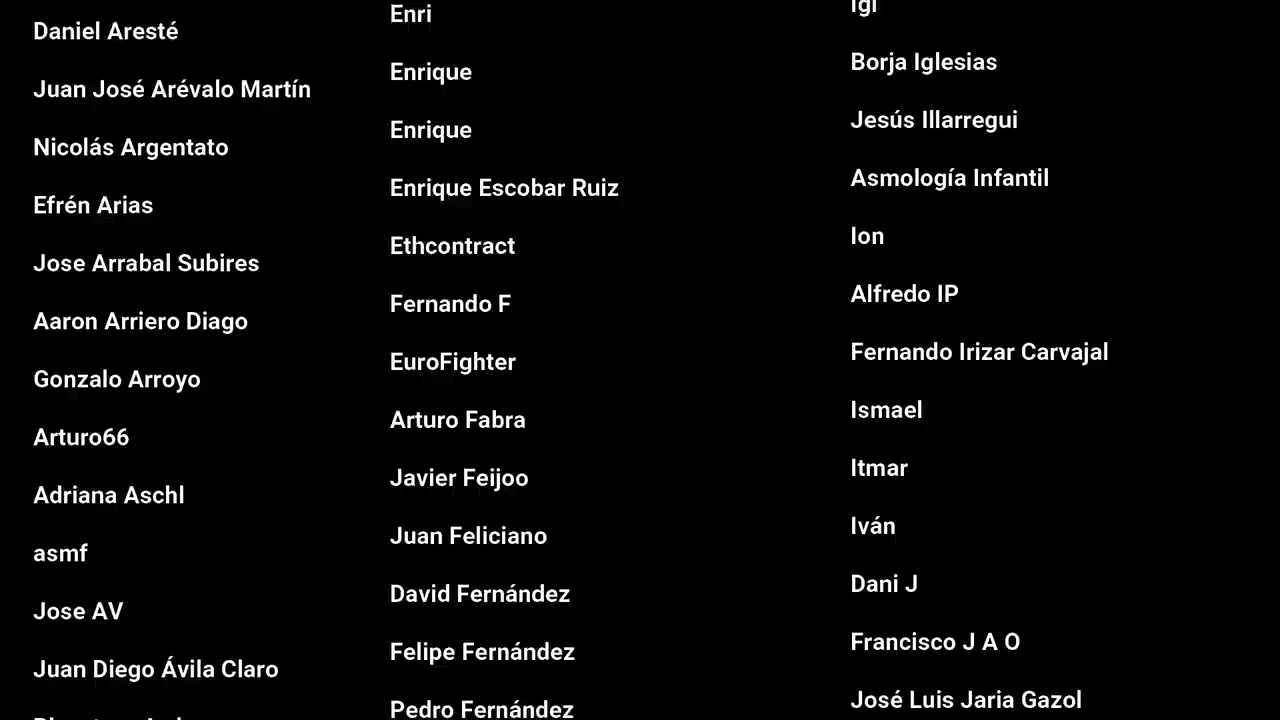 Daniel Aresté
Juan José Arévalo Martín
Nicolás Argentato
Efrén Arias
Jose Arrabal Subires
Aaron Arriero Diago
Gonzalo Arroyo
Arturo66
Adriana Aschl
asmf
Jose AV
Juan Diego Ávila Claro
Enri
Enrique
Enrique
Enrique Escobar Ruiz
Ethcontract
Fernando F
EuroFighter
Arturo Fabra
Javier Feijoo
Juan Feliciano
David Fernández
Felipe Fernández
Pedro Fernández
Igl
Borja Iglesias
Jesús Illarregui
Asmología Infantil
Ion
Alfredo IP
Fernando Irizar Carvajal
Ismael
Itmar
Iván
Dani J
Francisco J A O
José Luis Jaria Gazol